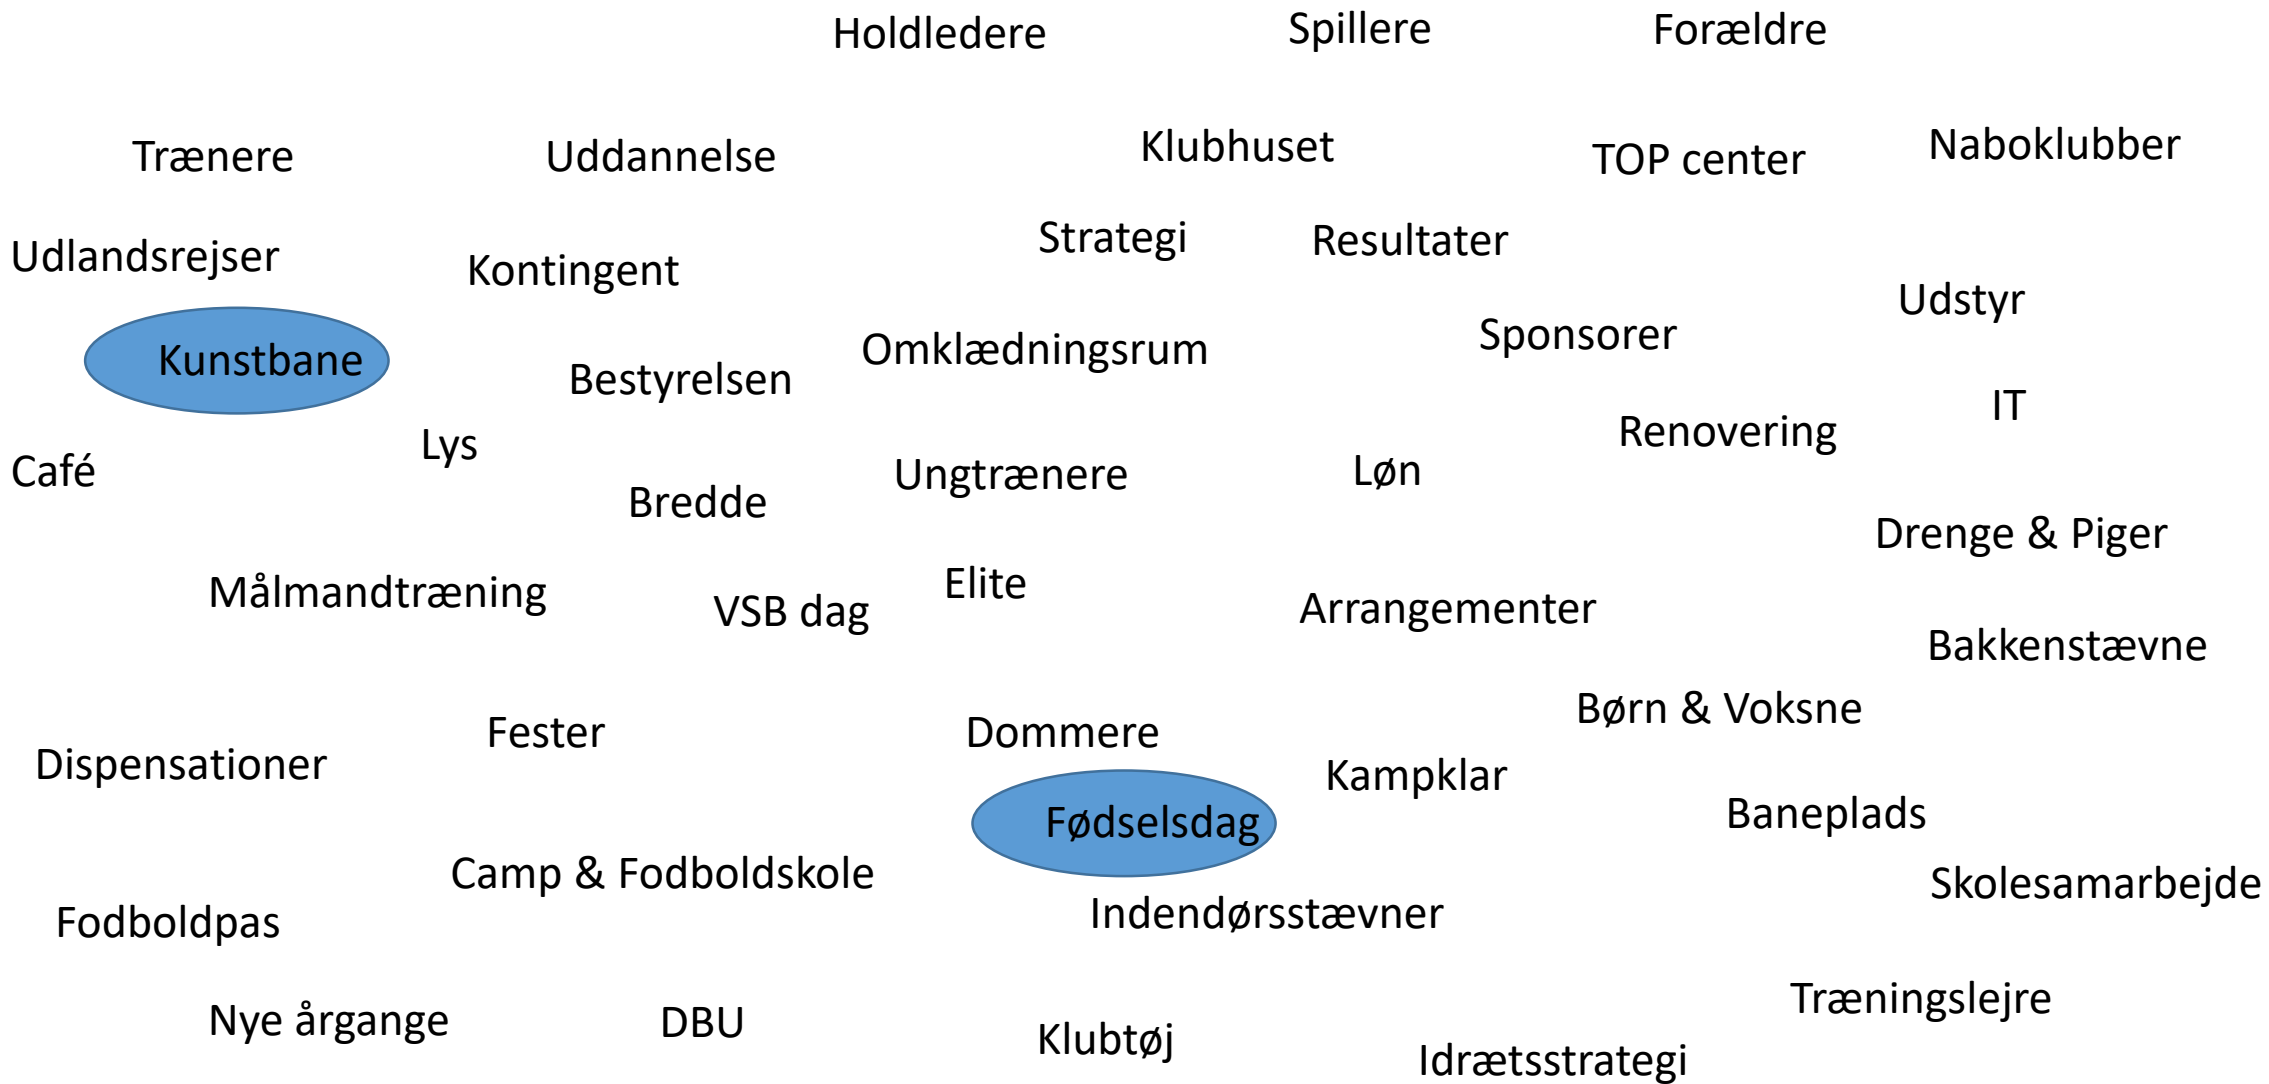 Holdledere
Spillere
Forældre
Trænere
Uddannelse
Klubhuset
TOP center
Naboklubber
Udlandsrejser
Kontingent
Strategi
Resultater
Udstyr
Kunstbane
Bestyrelsen
Omklædningsrum
Sponsorer
IT
Café
Lys
Bredde
Ungtrænere
Løn
Renovering
Drenge & Piger
Målmandtræning
VSB dag
Elite
Arrangementer
Bakkenstævne
Dispensationer
Fester
Dommere
Børn & Voksne
Kampklar
Fødselsdag
Baneplads
Camp & Fodboldskole
Skolesamarbejde
Fodboldpas
Indendørsstævner
Nye årgange
DBU
Klubtøj
Træningslejre
Idrætsstrategi